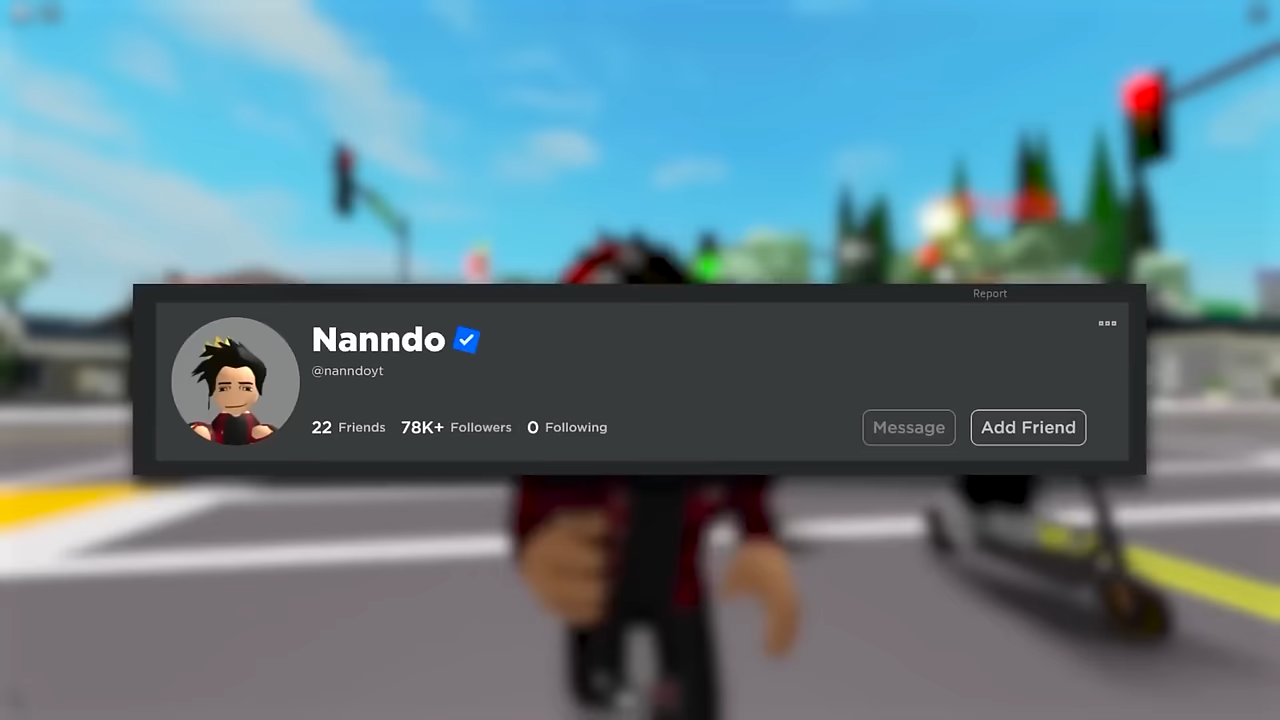 Report
Nanndo
@nanndoyt
22 Friends 78K+ Followers 0 Following
Message Add Friend